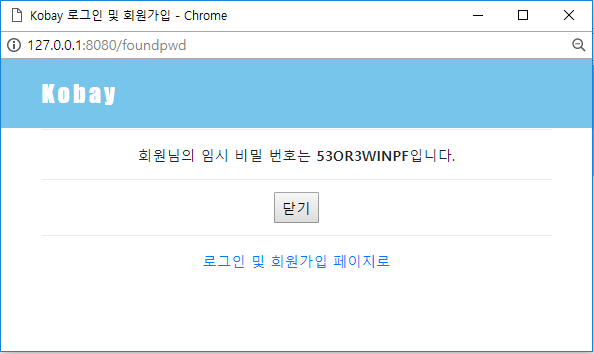 Kobay 로그인 및 회원가입 - Chrome
127.0.0.1:8080/foundpwd
Kobay
회원님의 임시 비밀 번호는 53OR3WINPF입니다.
닫기
로그인 및 회원가입 페이지로